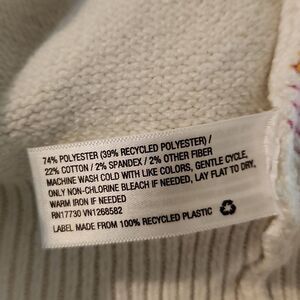 74% POLYESTER (39% RECYCLED POLYESTER) /
22% COTTON / 2% SPANDEX / 2% OTHER FIBER
MACHINE WASH COLD WITH LIKE COLORS, GENTLE CYCLE,
ONLY NON-CHLORINE BLEACH IF NEEDED, LAY FLAT TO DRY,
WARM IRON IF NEEDED
RN17730 VN1268582
LABEL MADE FROM 100% RECYCLED PLASTIC